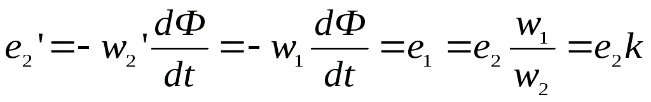 e₂'=− w₂' dΦ/dt =− w₁ dΦ/dt =e₁ =e₂ w₁/w₂ =e₂k